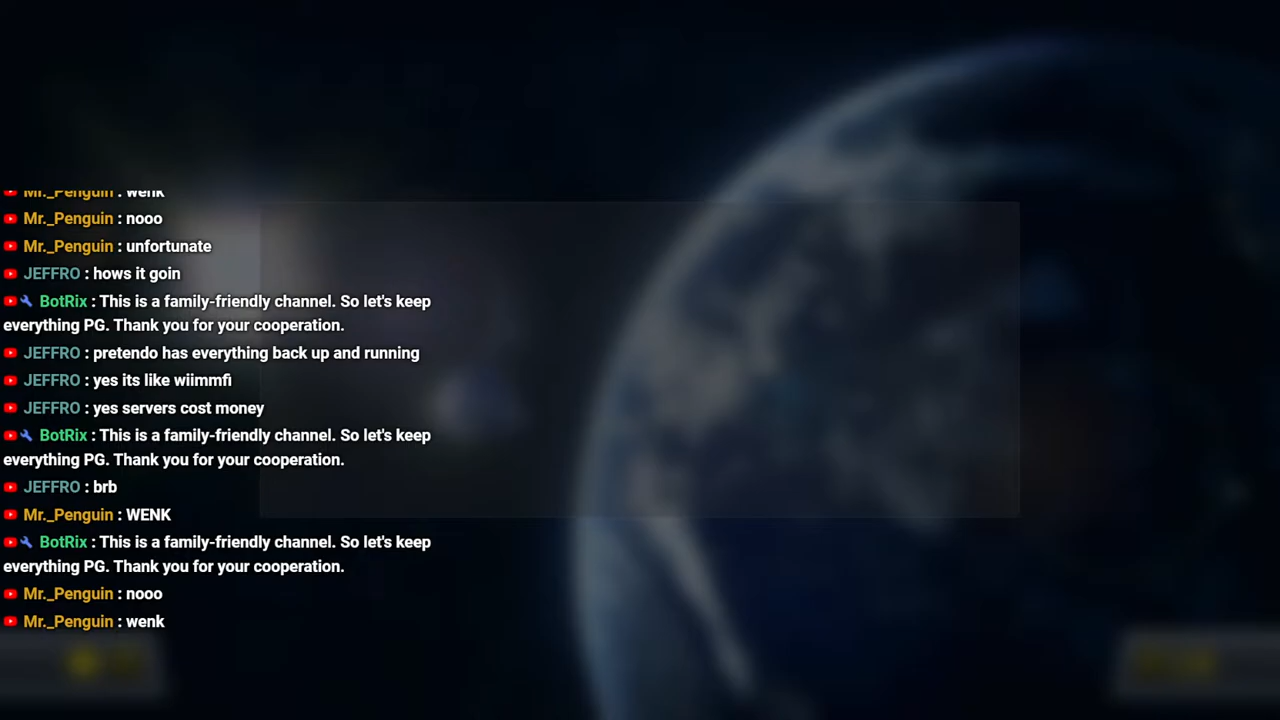 Mr._Penguin : wenk
Mr._Penguin : nooo
Mr._Penguin : unfortunate
JEFFRO : hows it goin
BotRix : This is a family-friendly channel. So let's keep
everything PG. Thank you for your cooperation.
JEFFRO : pretendo has everything back up and running
JEFFRO : yes its like wiimmfi
JEFFRO : yes servers cost money
BotRix : This is a family-friendly channel. So let's keep
everything PG. Thank you for your cooperation.
JEFFRO : brb
Mr._Penguin : WENK
BotRix : This is a family-friendly channel. So let's keep
everything PG. Thank you for your cooperation.
Mr._Penguin : nooo
Mr._Penguin : wenk